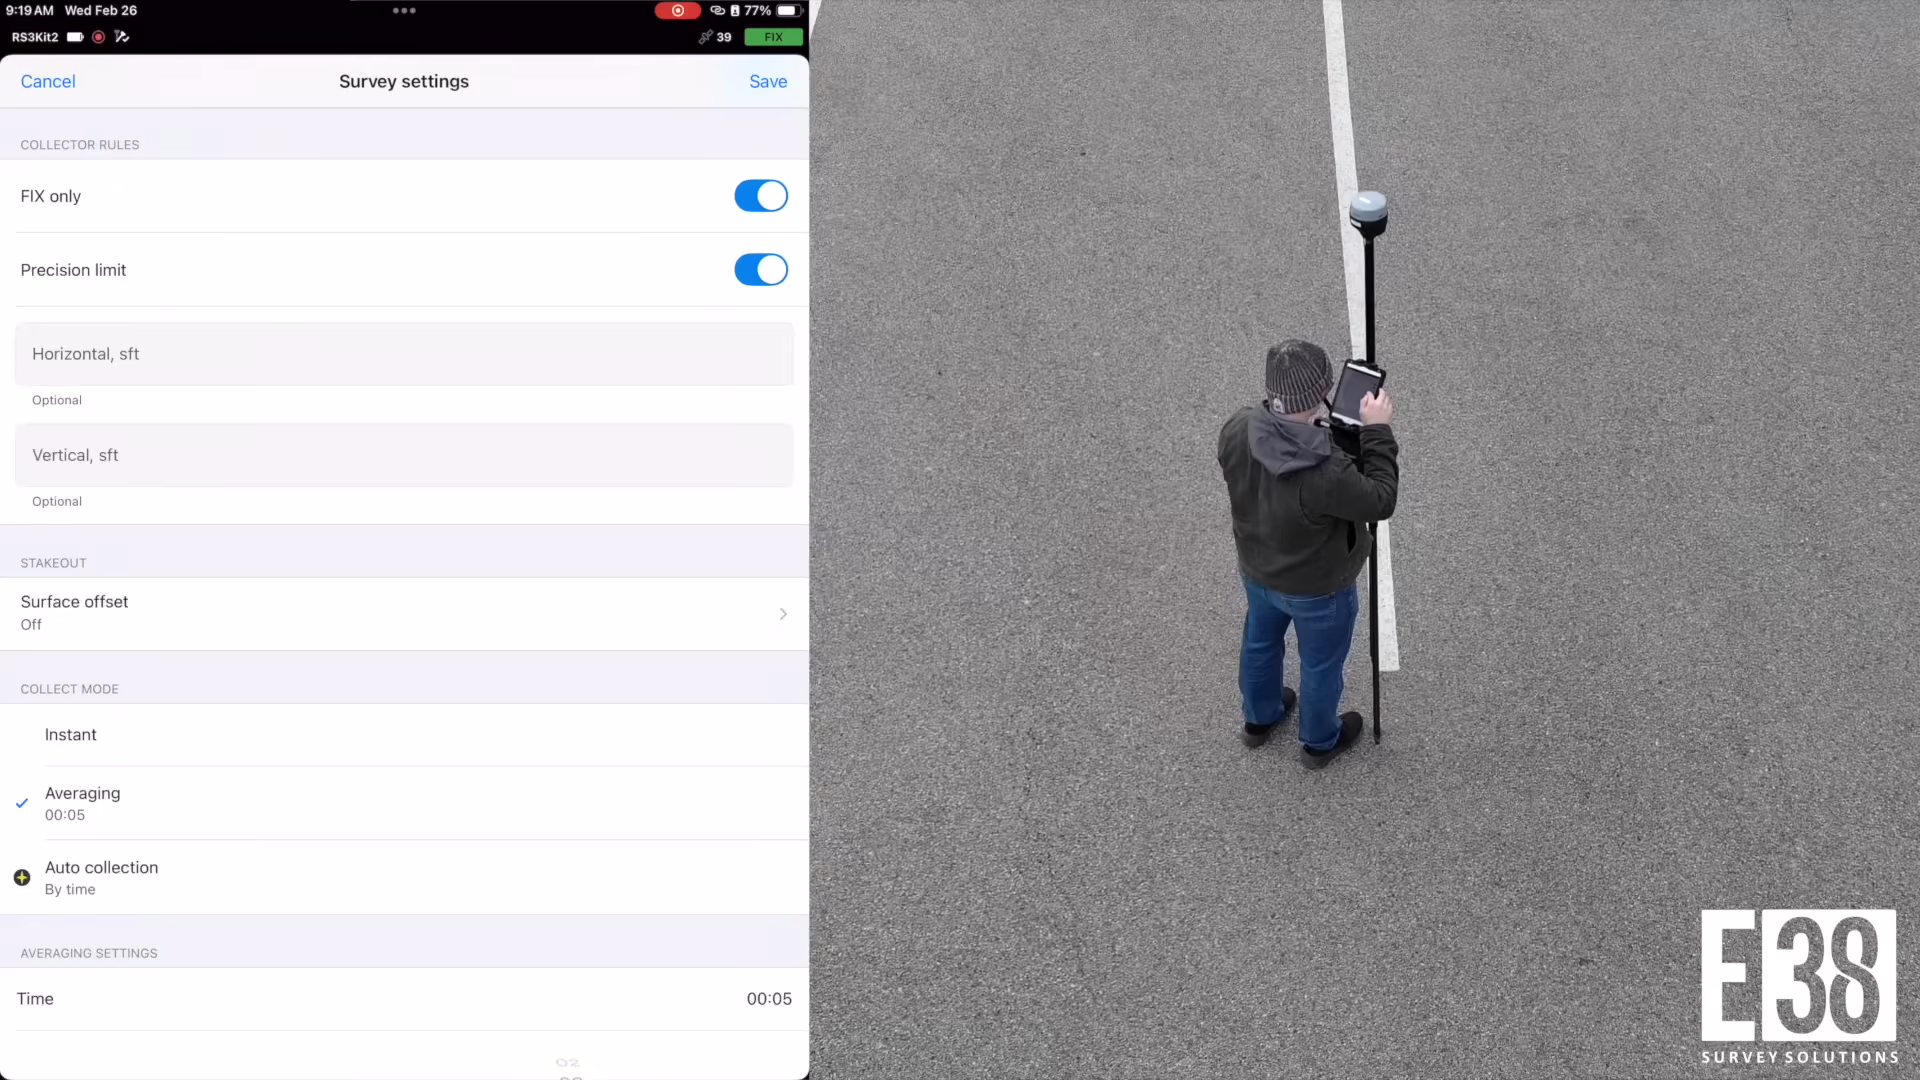 9:19 AM Wed Feb 26
77%
RS3Kit2
39 FIX
Cancel Survey settings Save
COLLECTOR RULES
FIX only
Precision limit
Horizontal, sft
Optional
Vertical, sft
Optional
STAKEOUT
Surface offset
Off
COLLECT MODE
Instant
Averaging
00:05
Auto collection
By time
AVERAGING SETTINGS
Time 00:05
02
E38
SURVEY SOLUTIONS